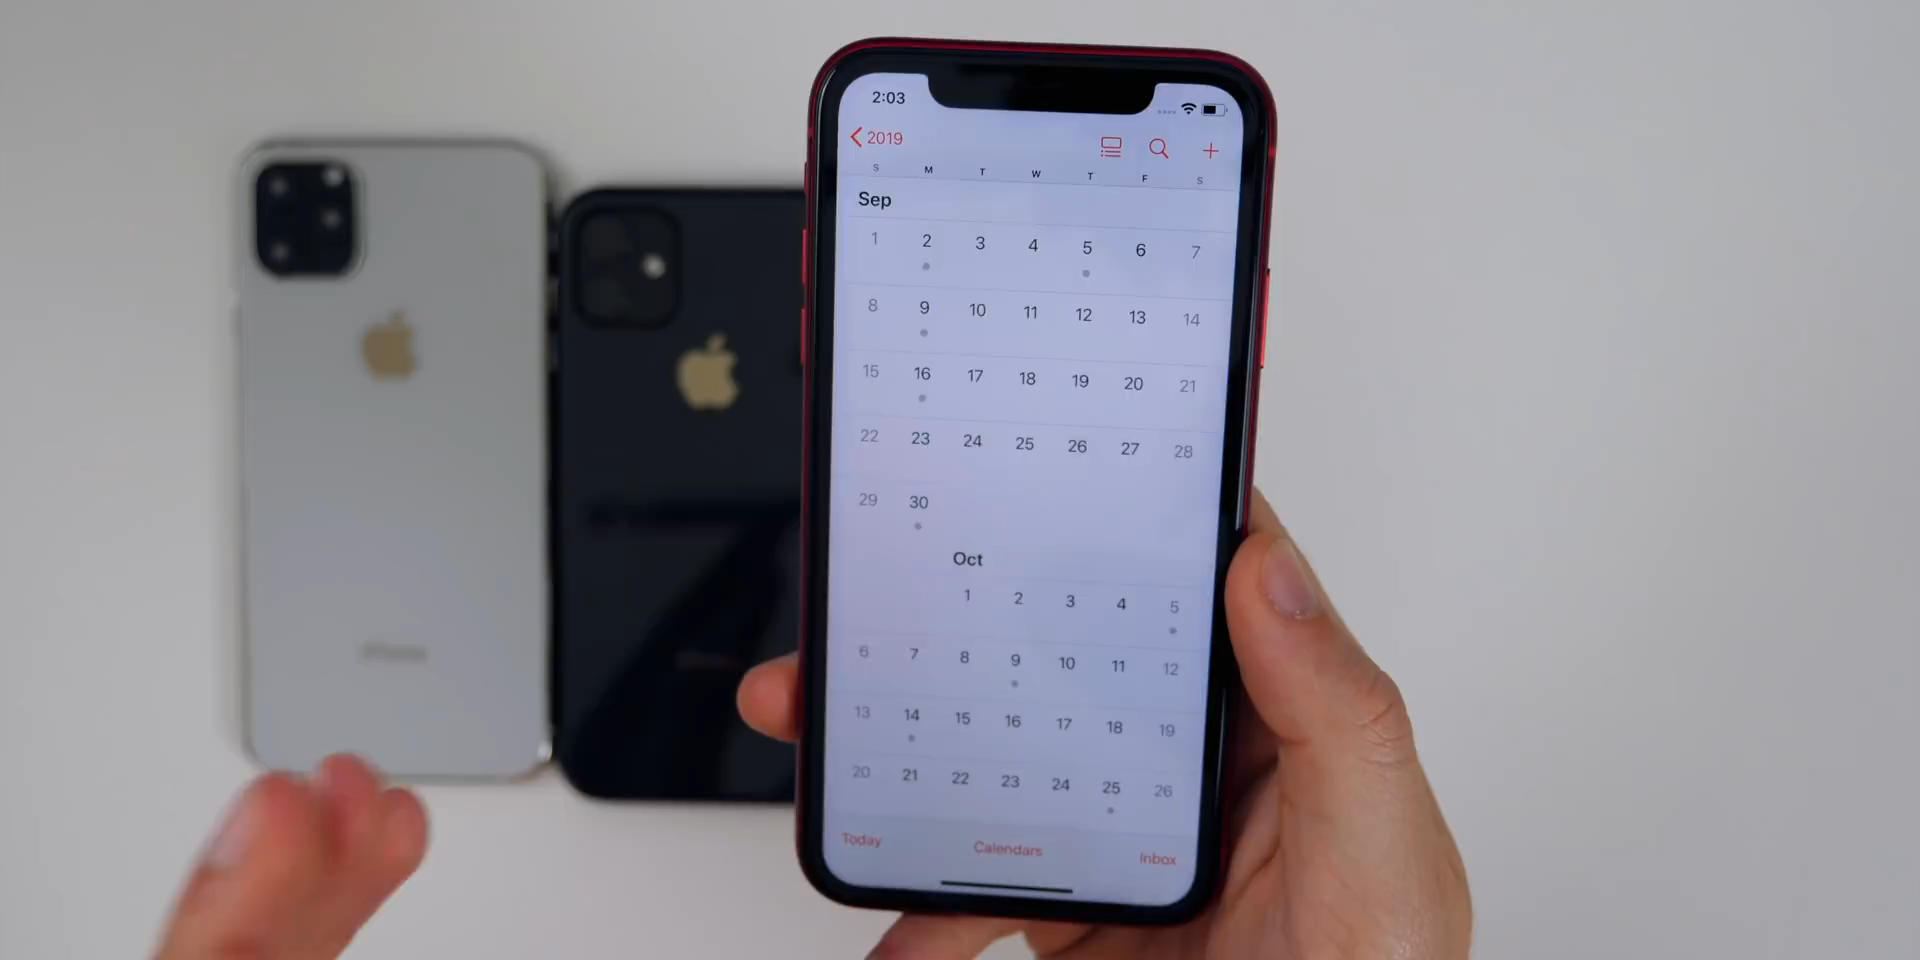 2:03
2019
S M T W T F S
Sep
1 2 3 4 5 6 7
8 9 10 11 12 13 14
15 16 17 18 19 20 21
22 23 24 25 26 27 28
29 30
Oct
1 2 3 4 5
6 7 8 9 10 11 12
13 14 15 16 17 18 19
20 21 22 23 24 25 26
Today Calendars Inbox
iPhone